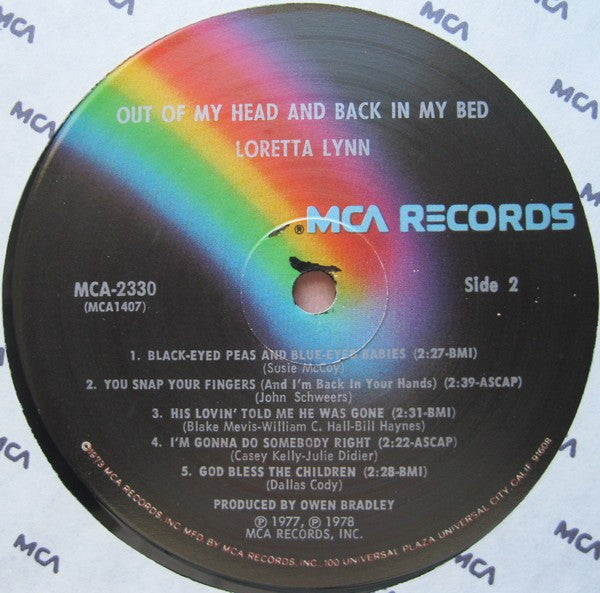 OUT OF MY HEAD AND BACK IN MY BED
LORETTA LYNN
® MCA RECORDS
MCA-2330
(MCA1407)
Side 2
1. BLACK-EYED PEAS AND BLUE-EYED BABIES (2:27-BMI)
(Susie McCoy)
2. YOU SNAP YOUR FINGERS (And I'm Back In Your Hands) (2:39-ASCAP)
(John Schweers)
3. HIS LOVIN' TOLD ME HE WAS GONE (2:31-BMI)
(Blake Mevis-William C. Hall-Bill Haynes)
4. I'M GONNA DO SOMEBODY RIGHT (2:22-ASCAP)
(Casey Kelly-Julie Didier)
5. GOD BLESS THE CHILDREN (2:28-BMI)
(Dallas Cody)
PRODUCED BY OWEN BRADLEY
℗ 1977, ℗ 1978
MCA RECORDS, INC.
©1973 MCA RECORDS, INC. MFD. BY MCA RECORDS, INC., 100 UNIVERSAL PLAZA, UNIVERSAL CITY, CALIF. 91608
MCA
MCA
MCA
MCA
MCA
MCA
MCA
MCA